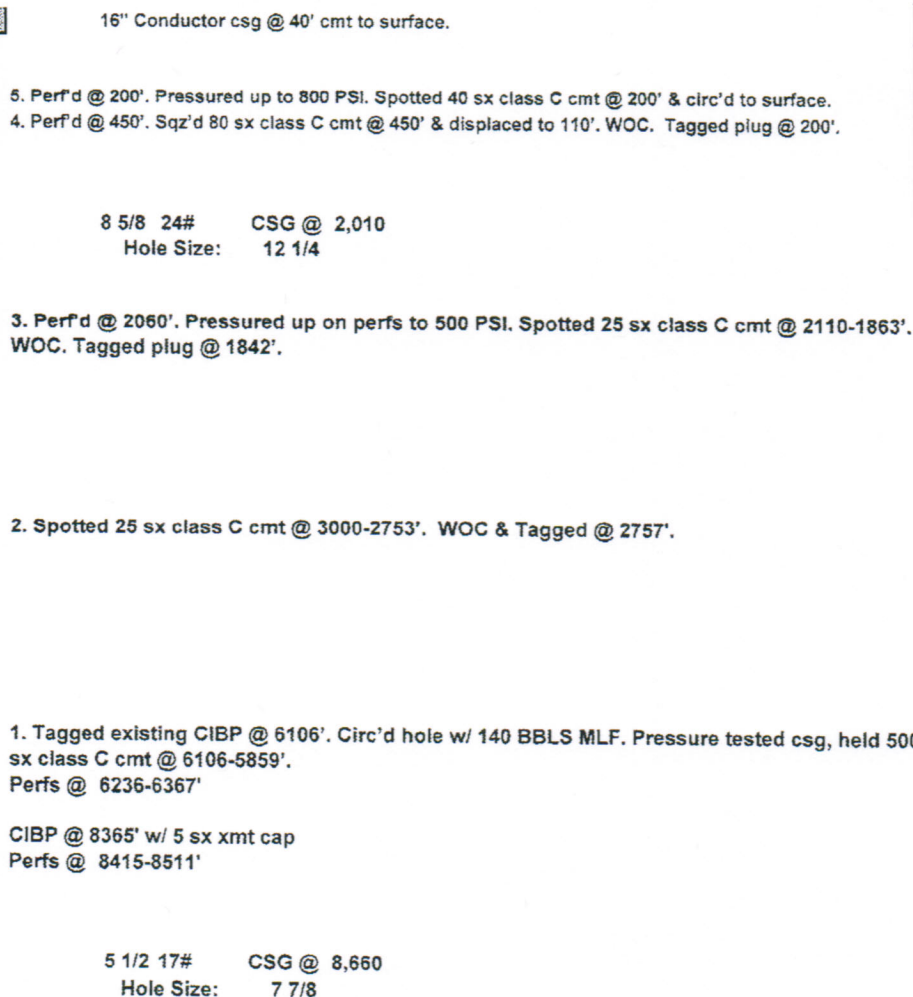 16" Conductor csg @ 40' cmt to surface.
5. Perf'd @ 200'. Pressured up to 800 PSI. Spotted 40 sx class C cmt @ 200' & circ'd to surface.
4. Perf'd @ 450'. Sqz'd 80 sx class C cmt @ 450' & displaced to 110'. WOC. Tagged plug @ 200'.
8 5/8 24# CSG @ 2,010
Hole Size: 12 1/4
3. Perf'd @ 2060'. Pressured up on perfs to 500 PSI. Spotted 25 sx class C cmt @ 2110-1863'.
WOC. Tagged plug @ 1842'.
2. Spotted 25 sx class C cmt @ 3000-2753'. WOC & Tagged @ 2757'.
1. Tagged existing CIBP @ 6106'. Circ'd hole w/ 140 BBLS MLF. Pressure tested csg, held 500
sx class C cmt @ 6106-5859'.
Perfs @ 6236-6367'
CIBP @ 8365' w/ 5 sx xmt cap
Perfs @ 8415-8511'
5 1/2 17# CSG @ 8,660
Hole Size: 7 7/8